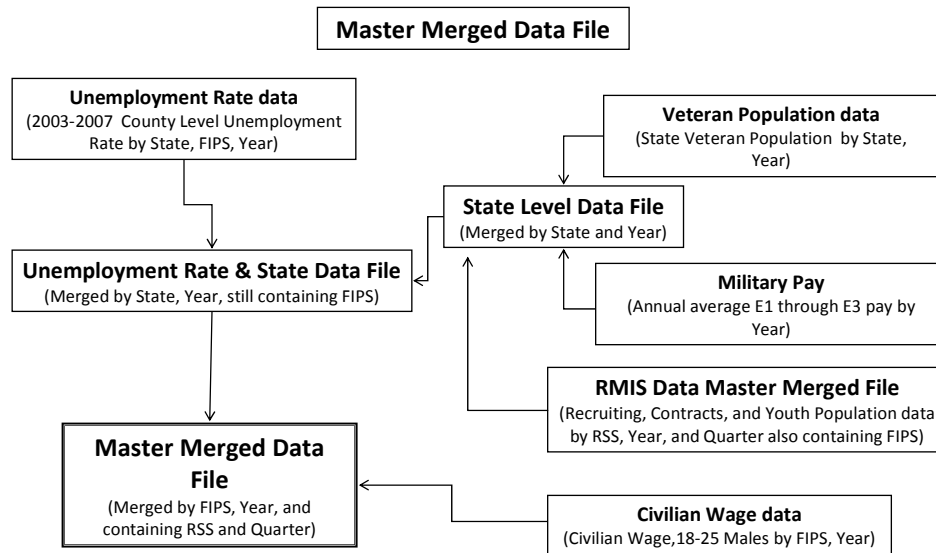 Master Merged Data File
Unemployment Rate data
(2003-2007 County Level Unemployment
Rate by State, FIPS, Year)
Veteran Population data
(State Veteran Population by State,
Year)
State Level Data File
(Merged by State and Year)
Unemployment Rate & State Data File
(Merged by State, Year, still containing FIPS)
Military Pay
(Annual average E1 through E3 pay by
Year)
RMIS Data Master Merged File
(Recruiting, Contracts, and Youth Population data
by RSS, Year, and Quarter also containing FIPS)
Master Merged Data
File
(Merged by FIPS, Year, and
containing RSS and Quarter)
Civilian Wage data
(Civilian Wage,18-25 Males by FIPS, Year)